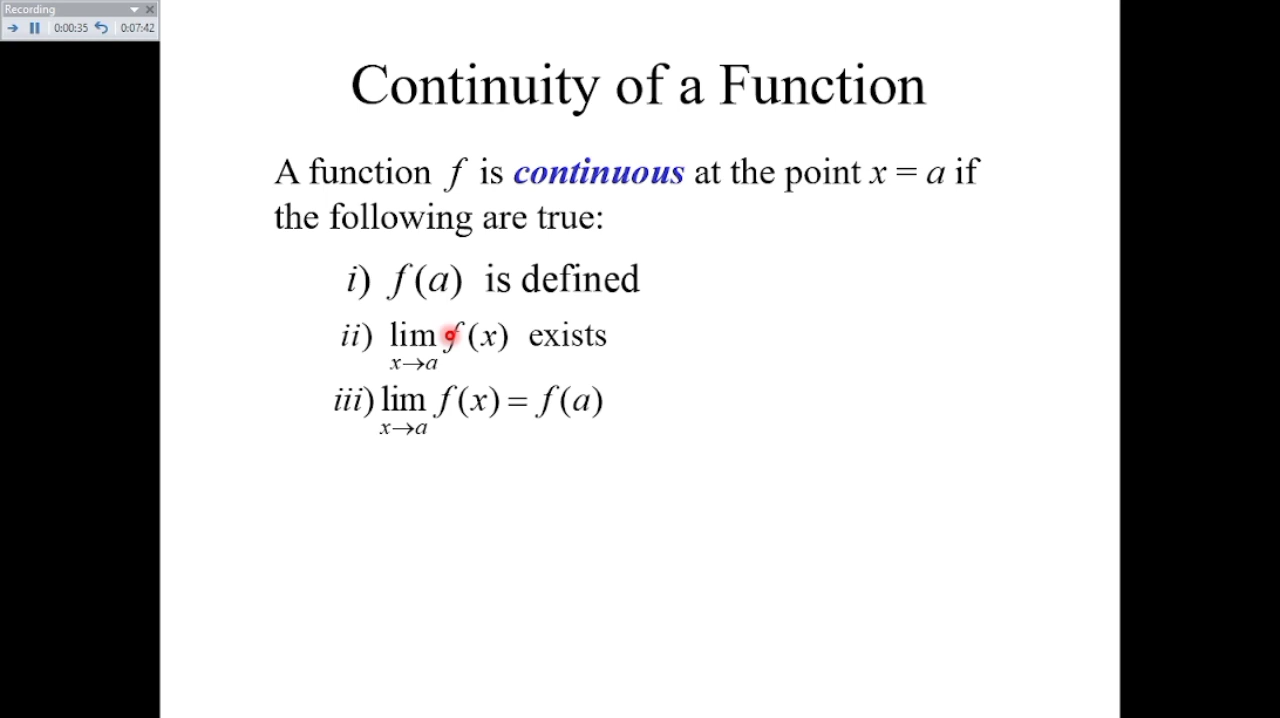 Recording
0:00:35 0:07:42
Continuity of a Function
A function f is continuous at the point x = a if
the following are true:
i) f(a) is defined
ii) lim f(x) exists
x→a
iii) lim f(x) = f(a)
x→a